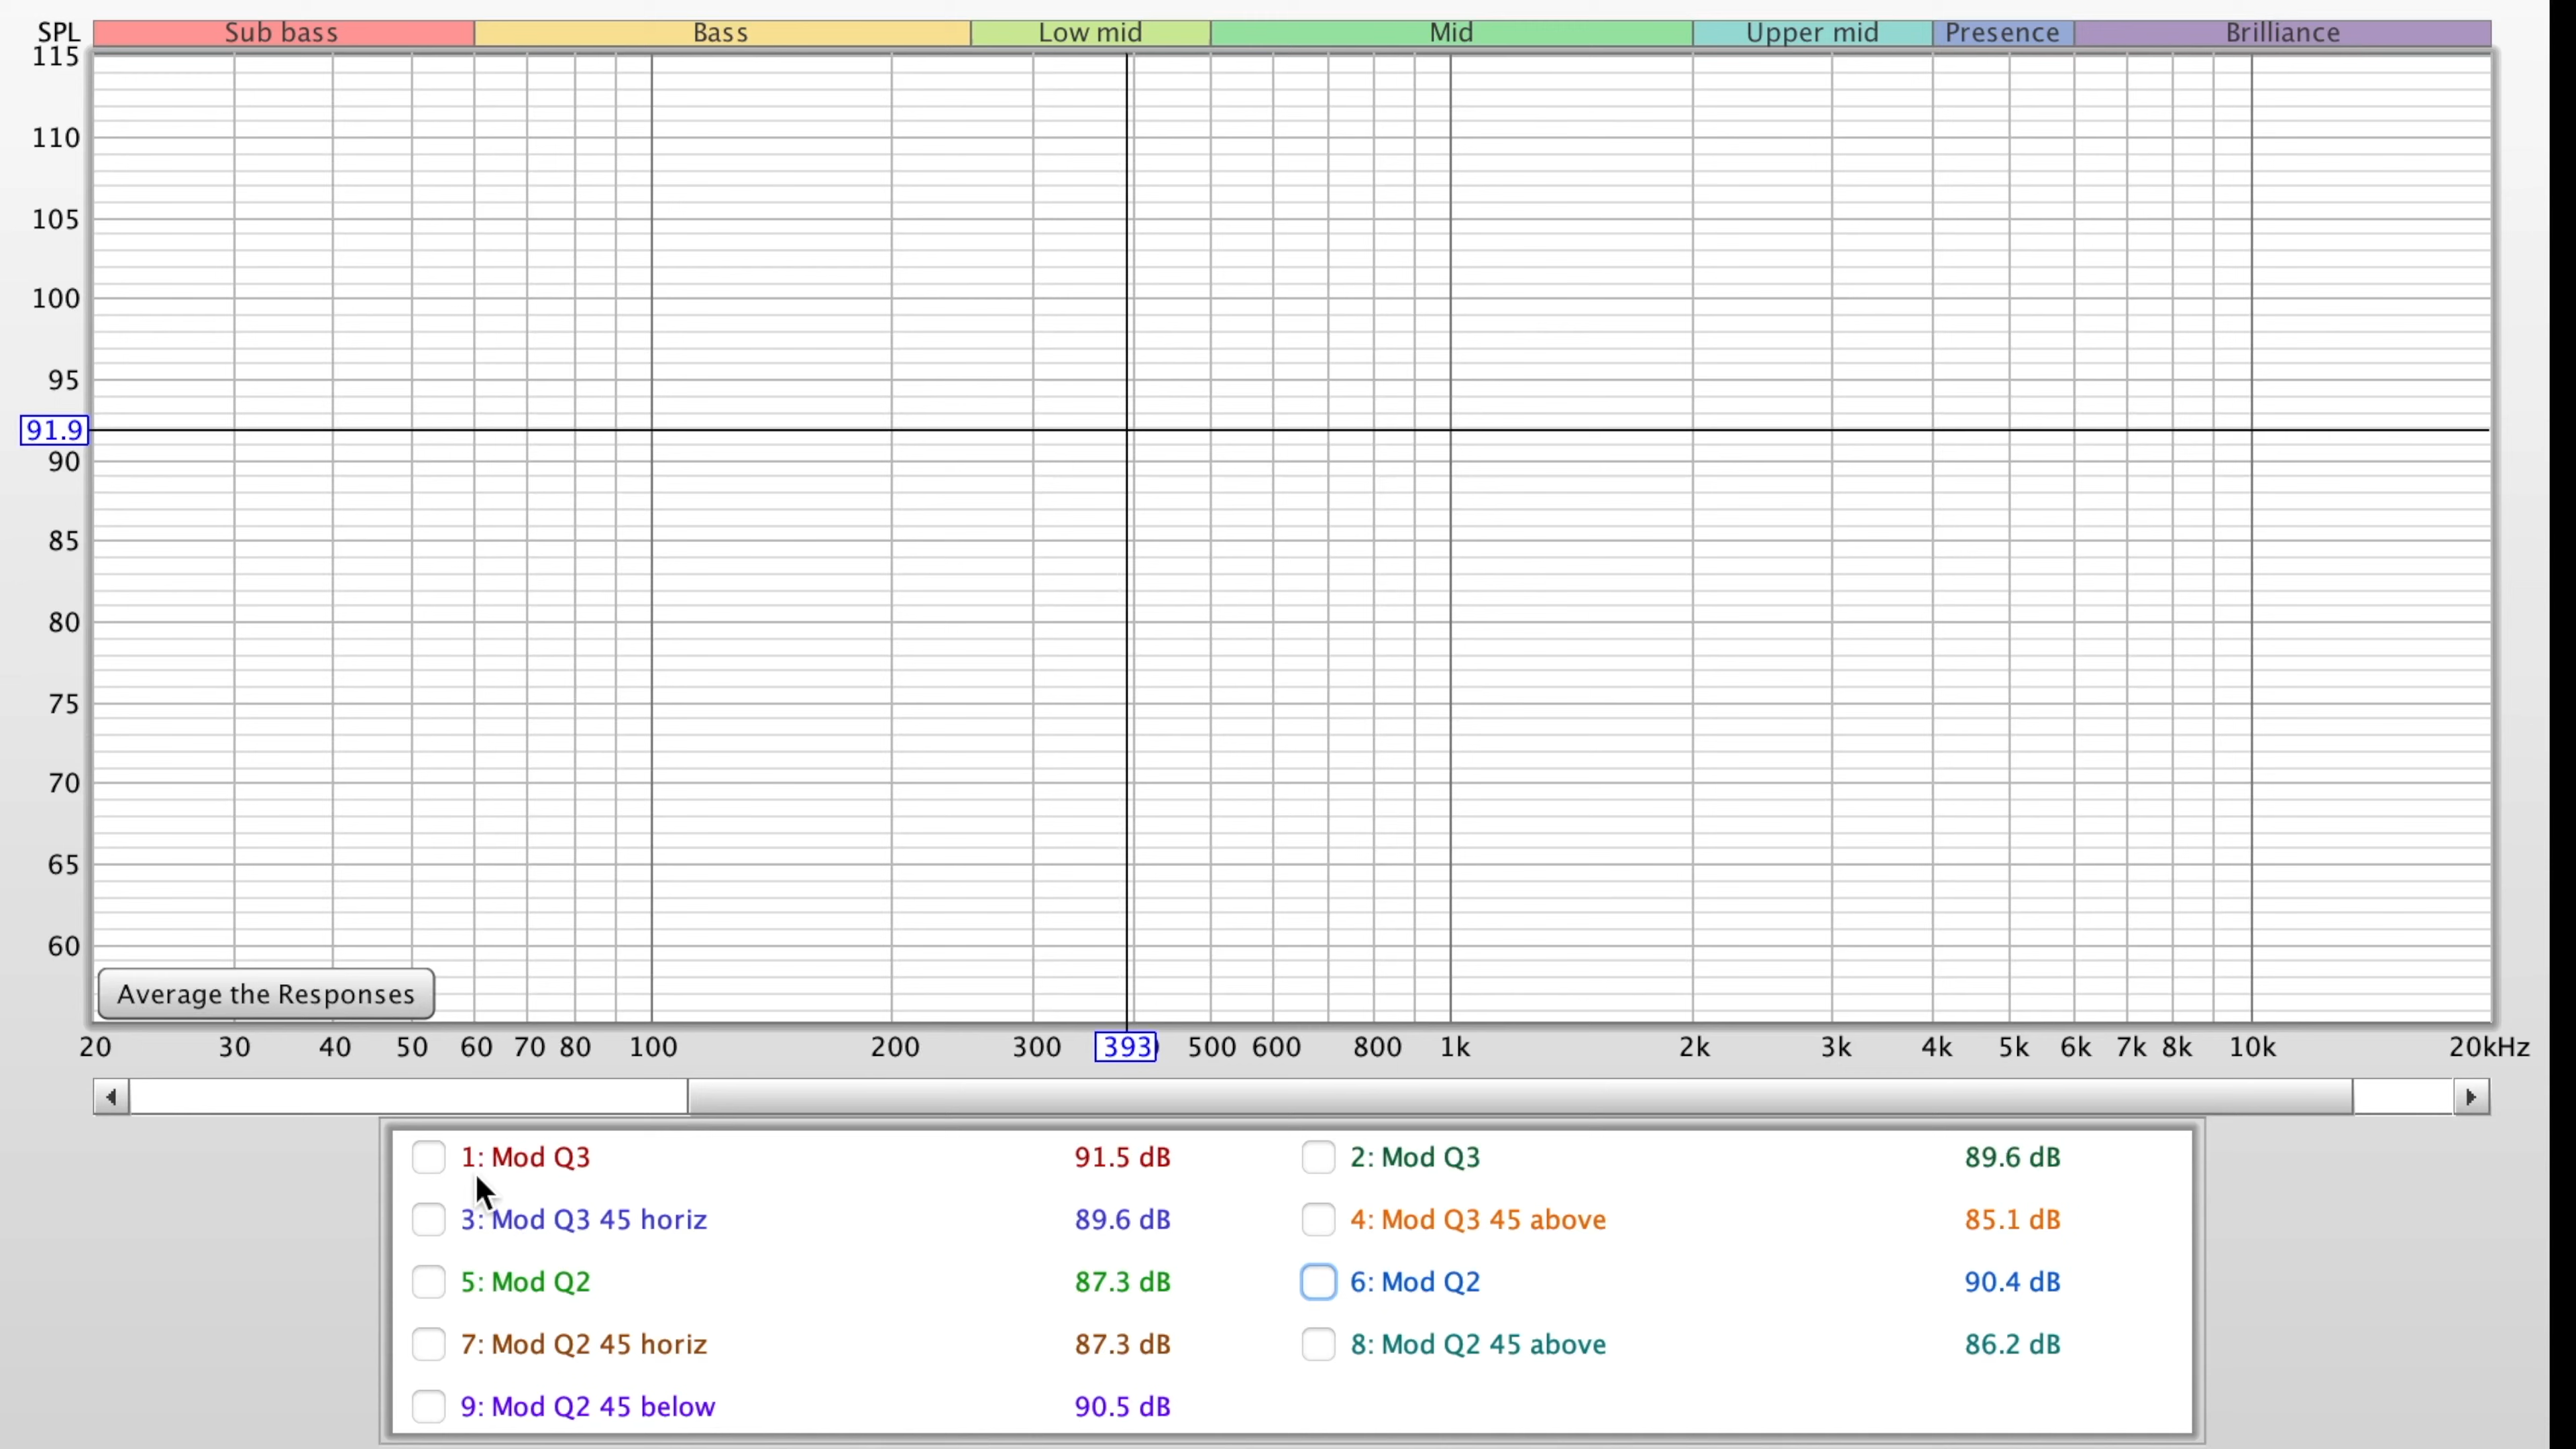 SPL Sub bass Bass Low mid Mid Upper mid Presence Brilliance
115
110
105
100
95
91.9
90
85
80
75
70
65
60
Average the Responses
20 30 40 50 60 70 80 100 200 300 393 500 600 800 1k 2k 3k 4k 5k 6k 7k 8k 10k 20kHz
1: Mod Q3 91.5 dB 2: Mod Q3 89.6 dB
3: Mod Q3 45 horiz 89.6 dB 4: Mod Q3 45 above 85.1 dB
5: Mod Q2 87.3 dB 6: Mod Q2 90.4 dB
7: Mod Q2 45 horiz 87.3 dB 8: Mod Q2 45 above 86.2 dB
9: Mod Q2 45 below 90.5 dB